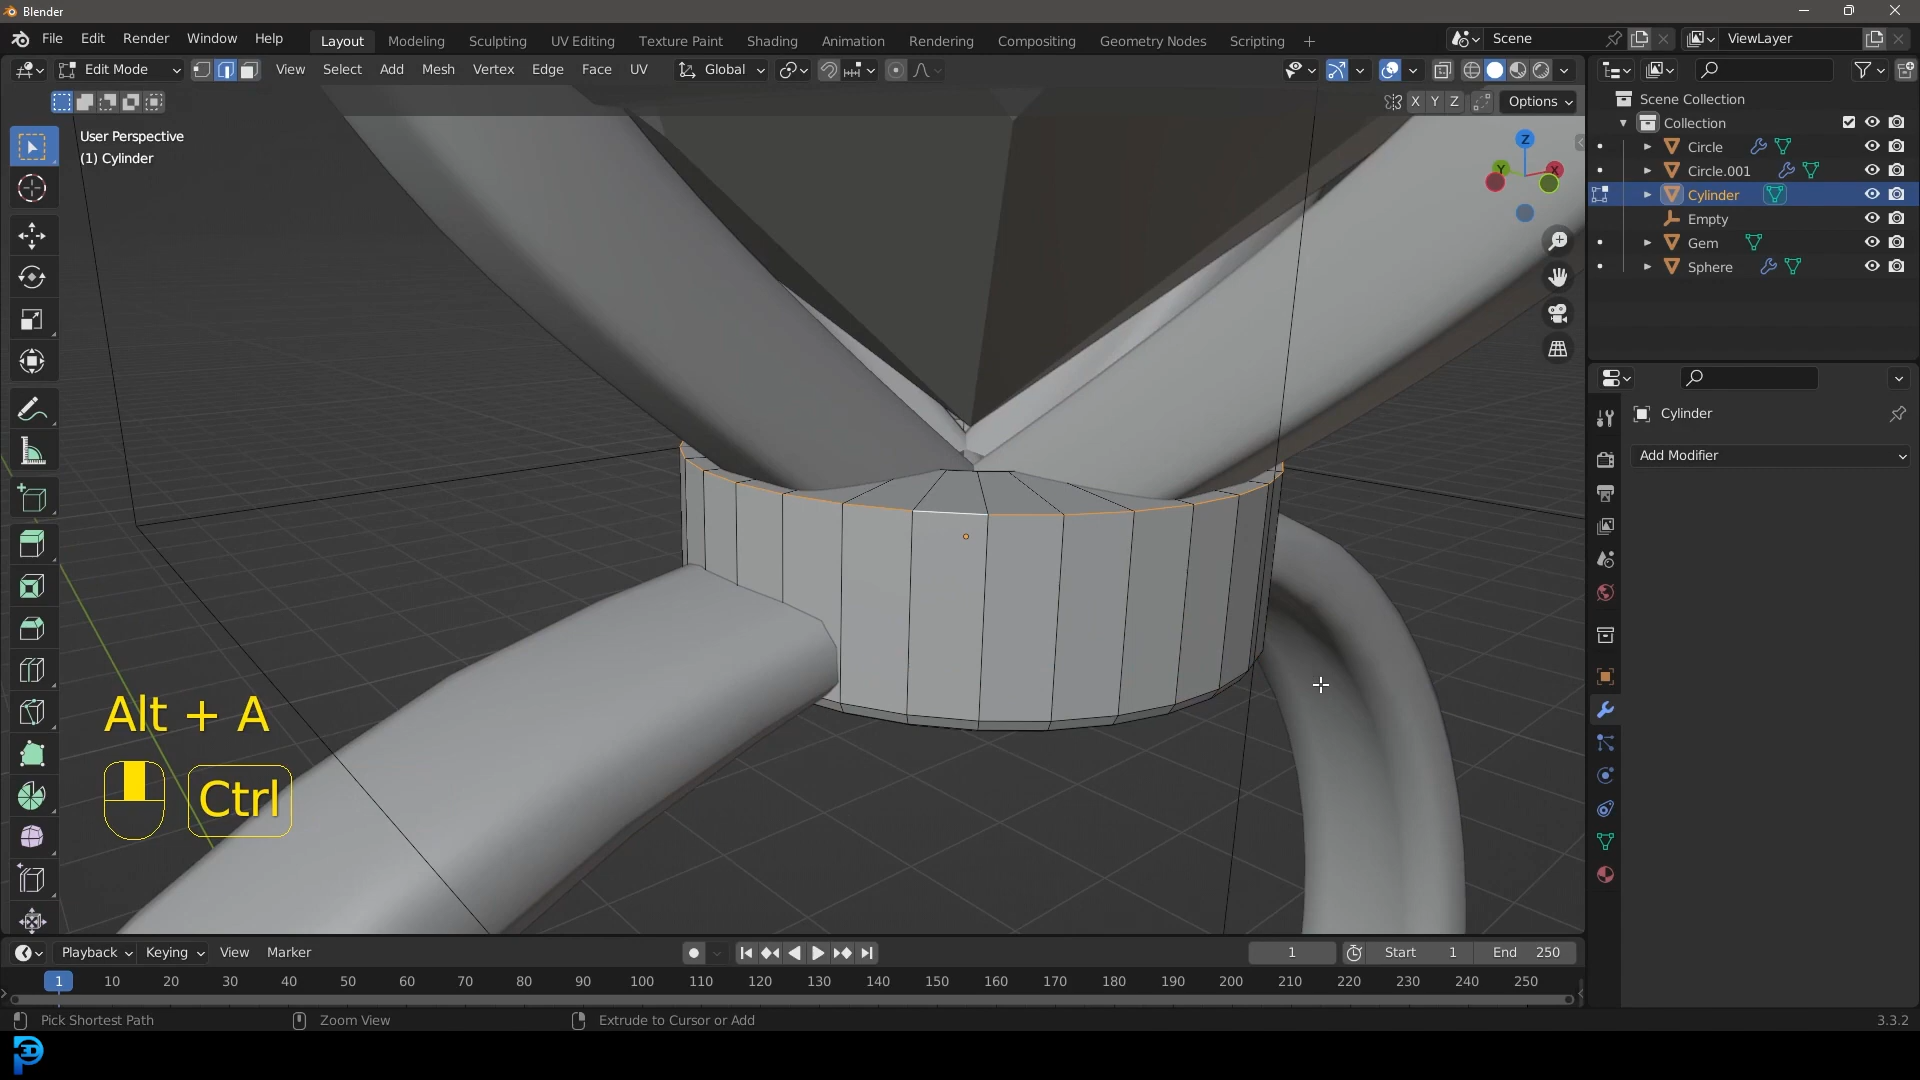 Blender
File Edit Render Window Help
Layout Modeling Sculpting UV Editing Texture Paint Shading Animation Rendering Compositing Geometry Nodes Scripting +
Scene
ViewLayer
Edit Mode
View Select Add Mesh Vertex Edge Face UV
Global
X Y Z
Options
User Perspective
(1) Cylinder
Z
Y
X
Scene Collection
Collection
Circle
Circle.001
Cylinder
Empty
Gem
Sphere
Cylinder
Add Modifier
Alt + A
Ctrl
Playback Keying View Marker
1
Start 1
End 250
1 10 20 30 40 50 60 70 80 90 100 110 120 130 140 150 160 170 180 190 200 210 220 230 240 250
Pick Shortest Path
Zoom View
Extrude to Cursor or Add
3.3.2